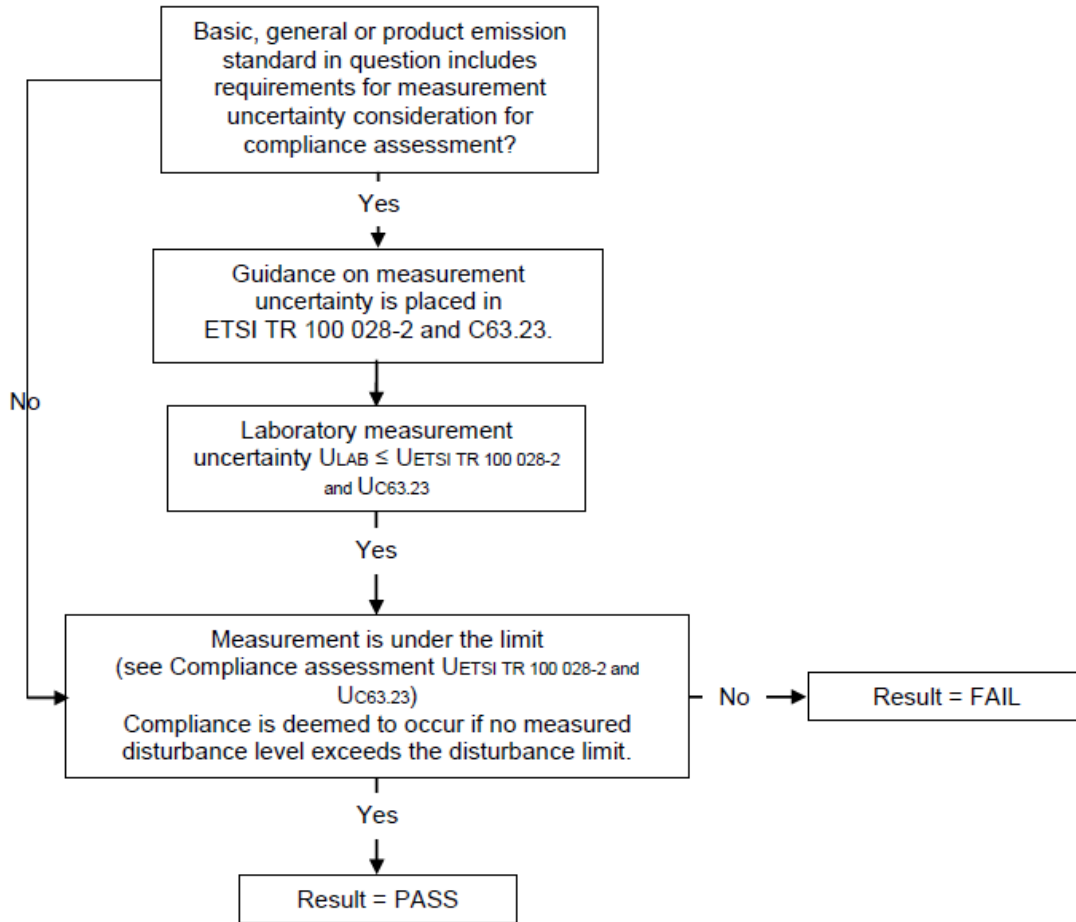 Basic, general or product emission
standard in question includes
requirements for measurement
uncertainty consideration for
compliance assessment?
Yes
Guidance on measurement
uncertainty is placed in
ETSI TR 100 028-2 and C63.23.
No
Laboratory measurement
uncertainty ULAB ≤ UETSI TR 100 028-2
and UC63.23
Yes
Measurement is under the limit
(see Compliance assessment UETSI TR 100 028-2 and
UC63.23)
Compliance is deemed to occur if no measured
disturbance level exceeds the disturbance limit.
No
Result = FAIL
Yes
Result = PASS